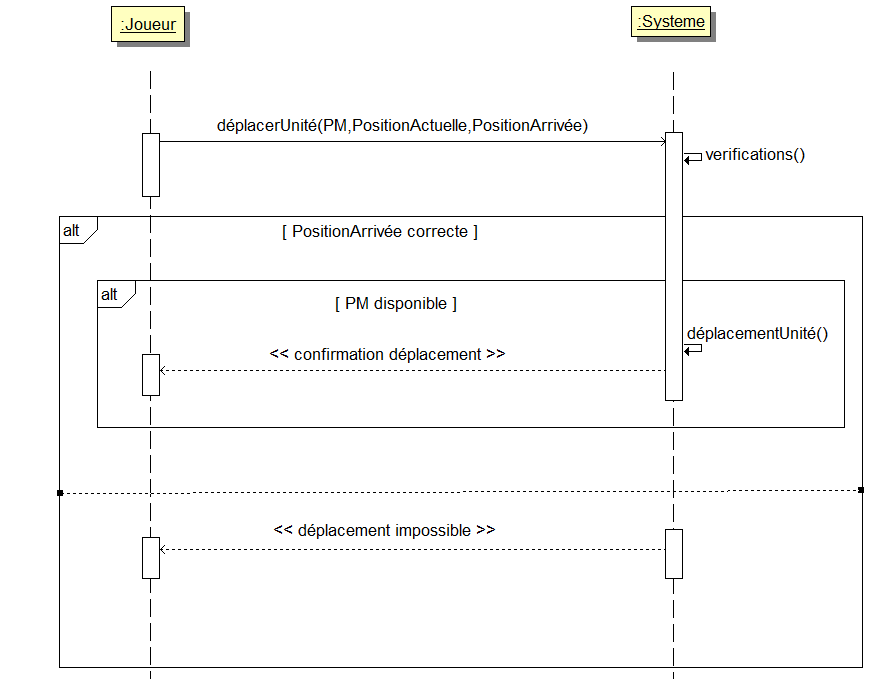 :Joueur
:Systeme
déplacerUnité(PM,PositionActuelle,PositionArrivée)
verifications()
alt
[ PositionArrivée correcte ]
alt
[ PM disponible ]
déplacementUnité()
<< confirmation déplacement >>
<< déplacement impossible >>